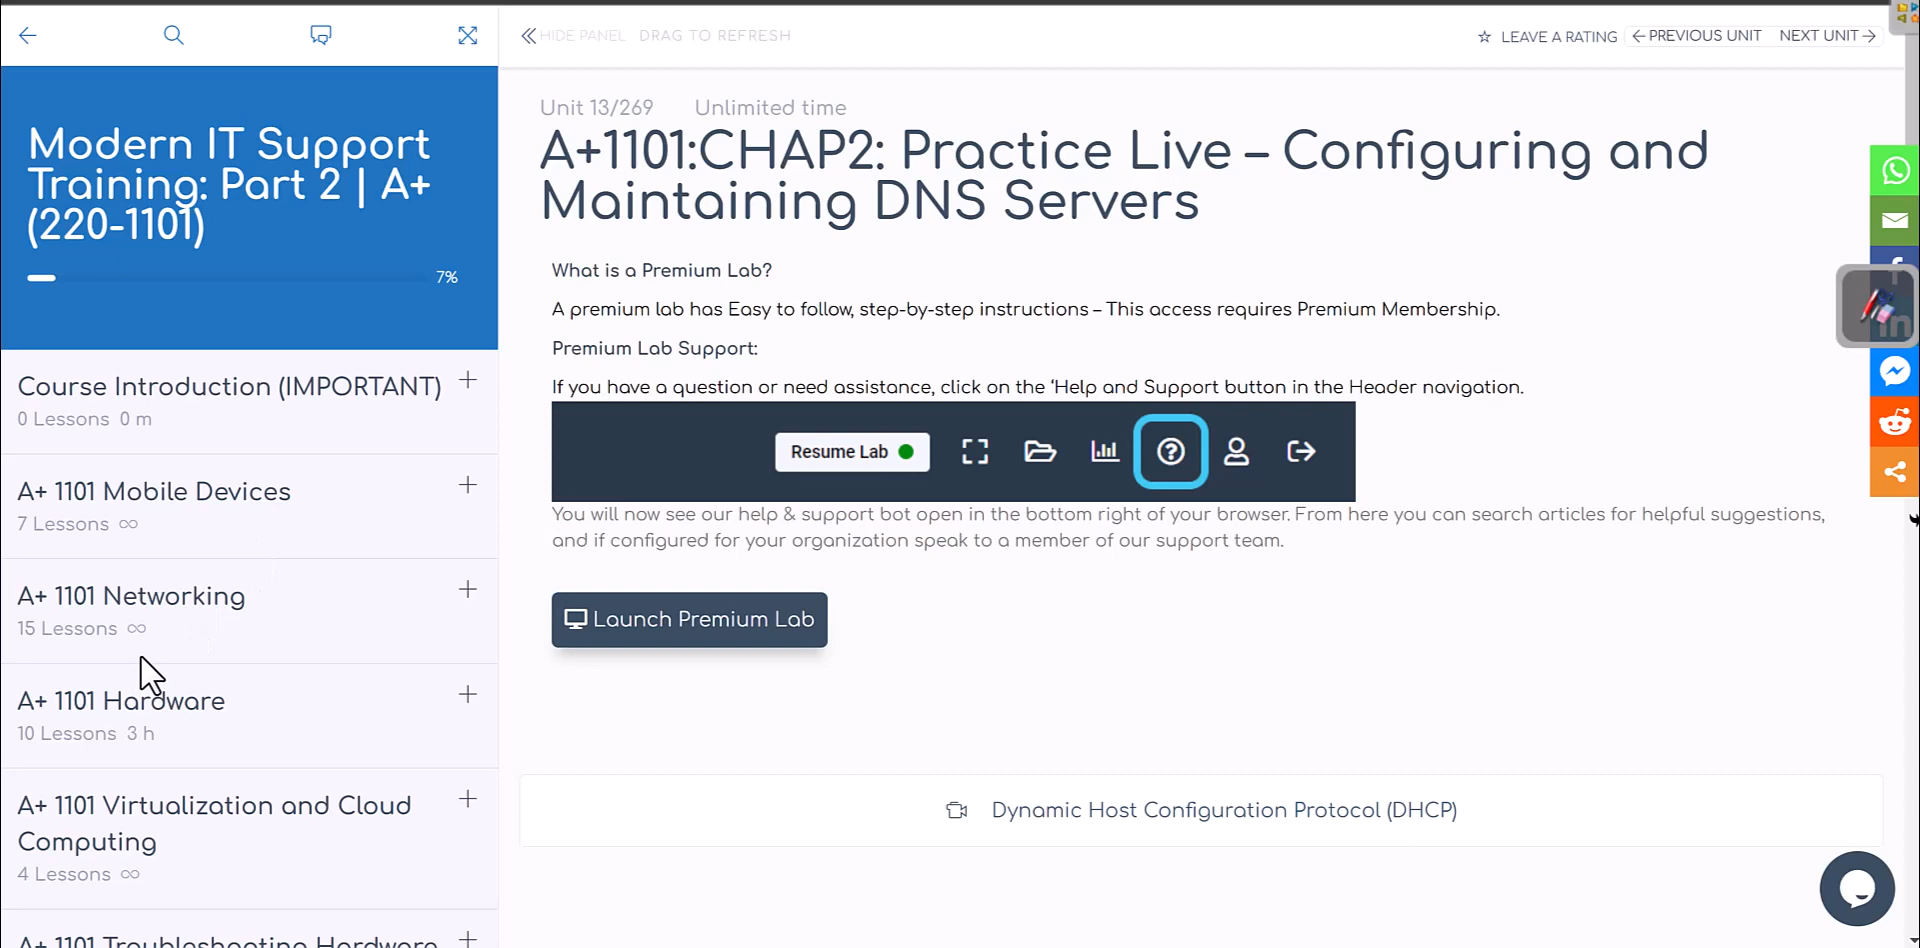 HIDE PANEL
DRAG TO REFRESH
LEAVE A RATING
PREVIOUS UNIT
NEXT UNIT
Modern IT Support
Training: Part 2 | A+
(220-1101)
7%
Course Introduction (IMPORTANT)
0 Lessons 0 m
A+ 1101 Mobile Devices
7 Lessons ∞
A+ 1101 Networking
15 Lessons ∞
A+ 1101 Hardware
10 Lessons 3 h
A+ 1101 Virtualization and Cloud
Computing
4 Lessons ∞
A+ 1101 Troubleshooting Hardware
Unit 13/269 Unlimited time
A+1101:CHAP2: Practice Live – Configuring and
Maintaining DNS Servers
What is a Premium Lab?
A premium lab has Easy to follow, step-by-step instructions – This access requires Premium Membership.
Premium Lab Support:
If you have a question or need assistance, click on the ‘Help and Support button in the Header navigation.
Resume Lab
You will now see our help & support bot open in the bottom right of your browser. From here you can search articles for helpful suggestions,
and if configured for your organization speak to a member of our support team.
Launch Premium Lab
Dynamic Host Configuration Protocol (DHCP)